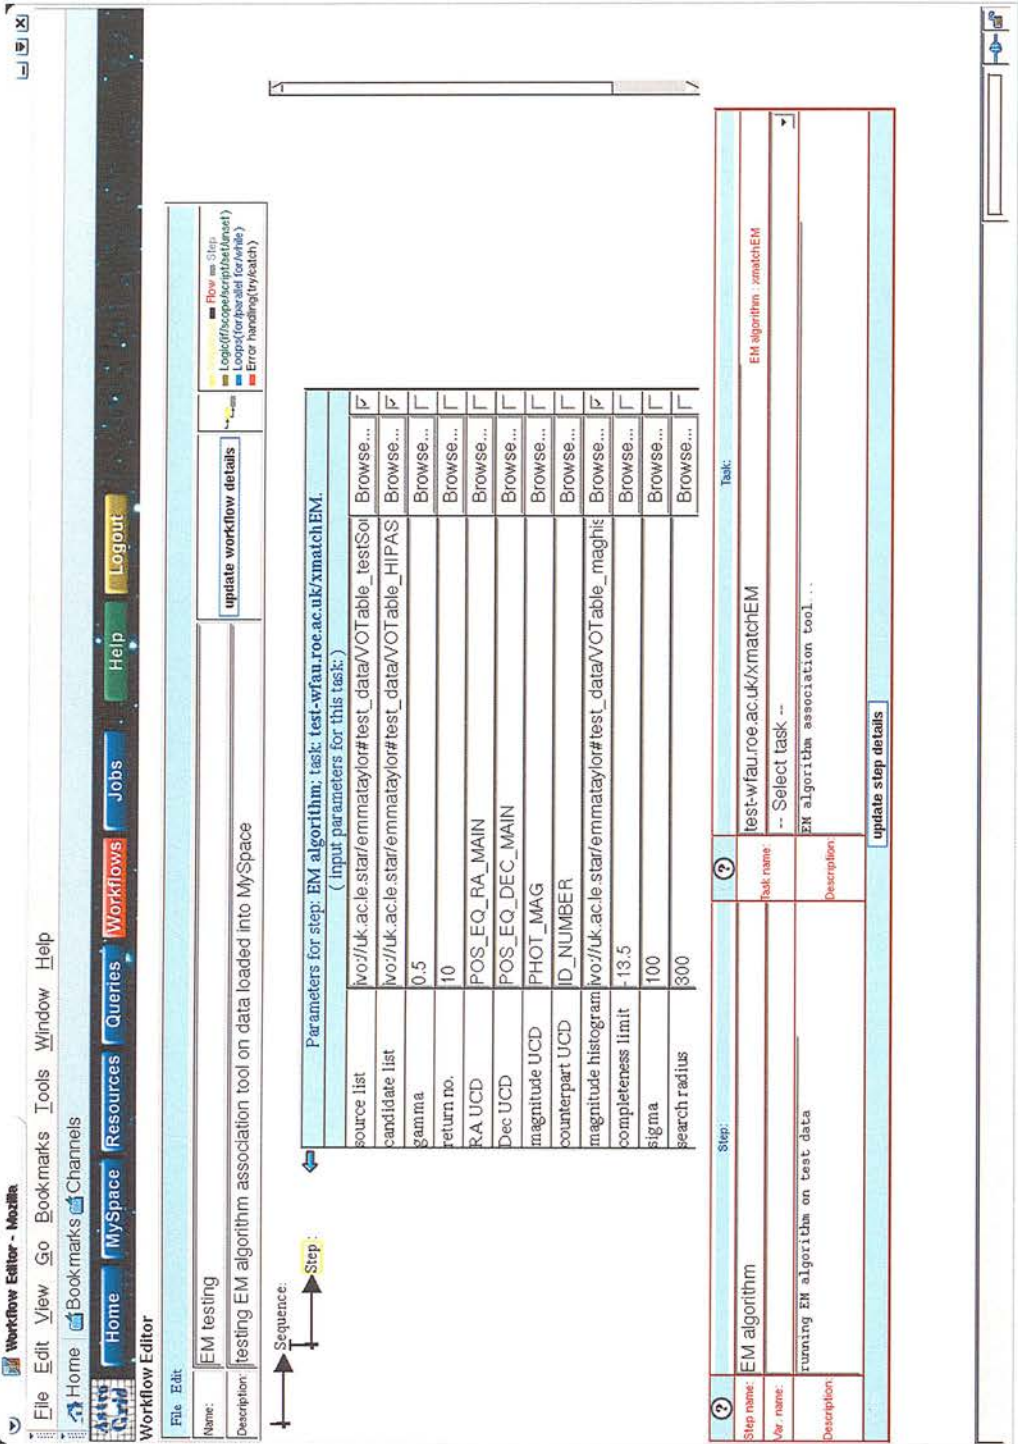 Workflow Editor - Mozilla
File Edit View Go Bookmarks Tools Window Help
Home Bookmarks Channels
Astro Grid
Home MySpace Resources Queries Workflows Jobs Help Logout
Workflow Editor
File Edit
Name: EM testing
Description: testing EM algorithm association tool on data loaded into MySpace
update workflow details
Flow Step
Logic(if/scope/script/set/unset)
Loops(for/parallel for/while)
Error handling(try/catch)
Sequence:
Step:
Parameters for step: EM algorithm; task: test-wfau.roe.ac.uk/xmatchEM.
( Input parameters for this task: )
source list ivo://uk.ac.le.star/emmataylor#test_data/VOTable_testSou Browse...
candidate list ivo://uk.ac.le.star/emmataylor#test_data/VOTable_HIPAS Browse...
gamma 0.5 Browse...
return no. 10 Browse...
RA UCD POS_EQ_RA_MAIN Browse...
Dec UCD POS_EQ_DEC_MAIN Browse...
magnitude UCD PHOT_MAG Browse...
counterpart UCD ID_NUMBER Browse...
magnitude histogram ivo://uk.ac.le.star/emmataylor#test_data/VOTable_maghis Browse...
completeness limit -13.5 Browse...
sigma 100 Browse...
search radius 300 Browse...
Step:
Step name: EM algorithm
Var. name:
Description: running EM algorithm on test data
Task:
Task name: test-wfau.roe.ac.uk/xmatchEM EM algorithm : xmatchEM
-- Select task --
Description: EM algorithm association tool...
update step details